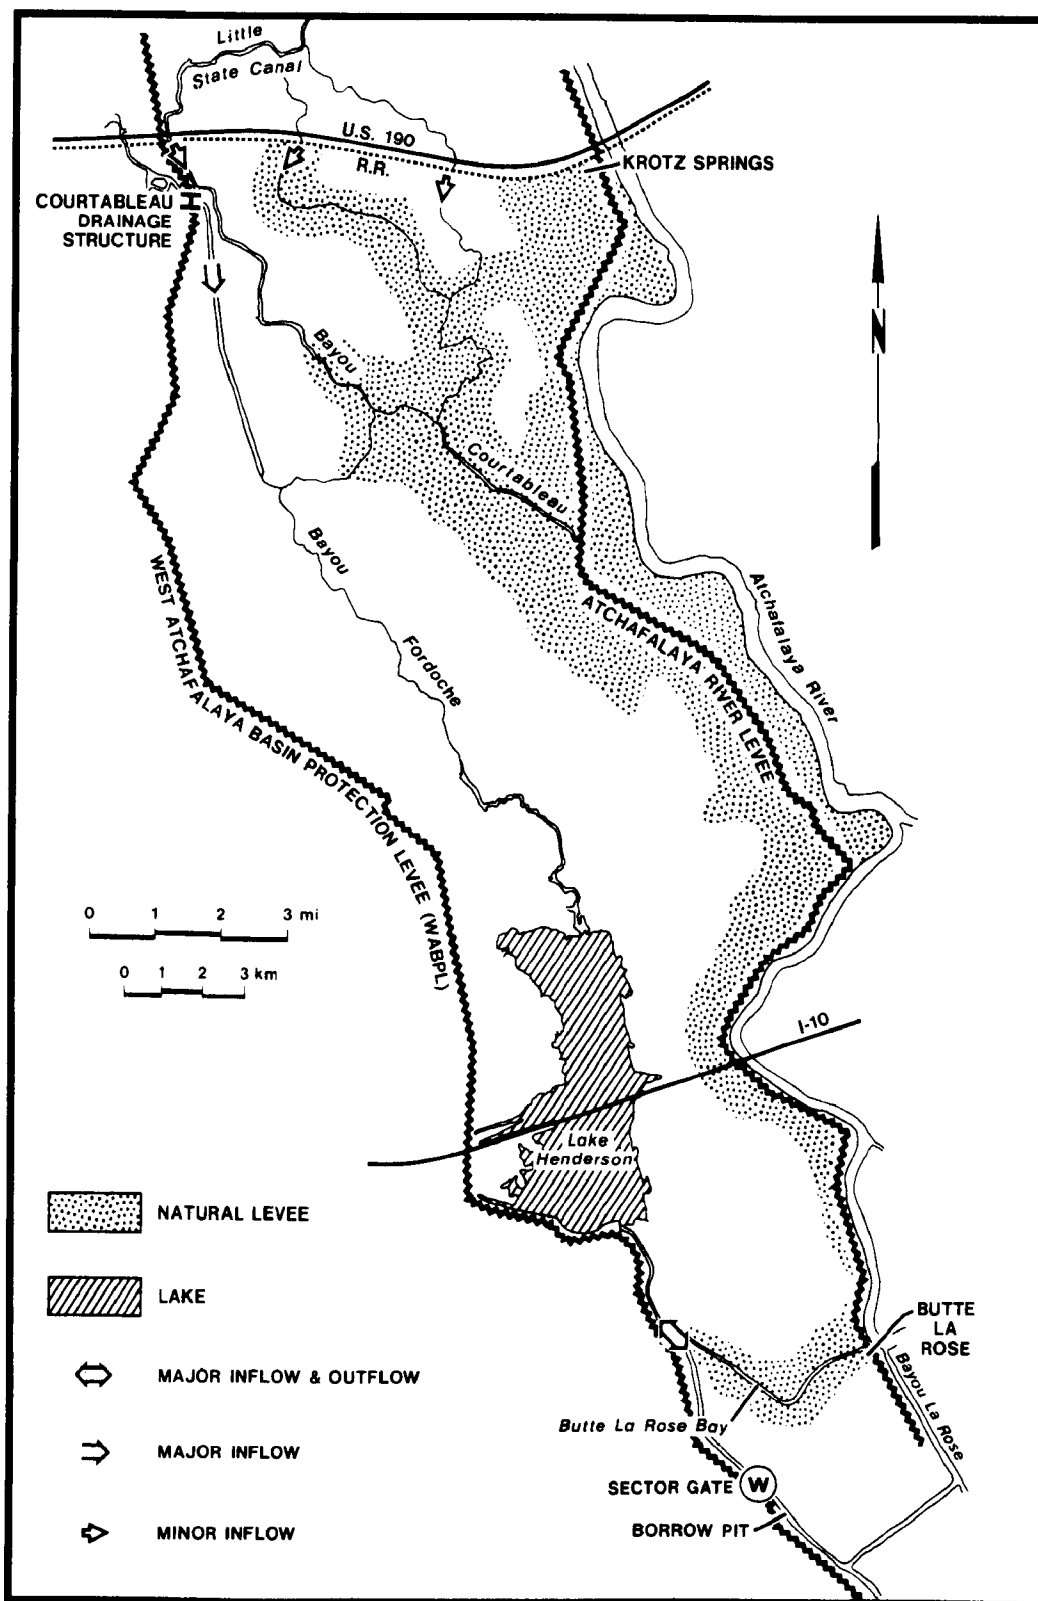 Little
State Canal
U.S. 190
R.R.
KROTZ SPRINGS
COURTABLEAU
DRAINAGE
STRUCTURE
N
Bayou
Courtableau
Bayou
Fordoche
Atchafalaya River
ATCHAFALAYA RIVER LEVEE
WEST ATCHAFALAYA BASIN PROTECTION LEVEE (WABPL)
0 1 2 3 mi
0 1 2 3 km
I-10
Lake
Henderson
NATURAL LEVEE
LAKE
MAJOR INFLOW & OUTFLOW
MAJOR INFLOW
MINOR INFLOW
BUTTE
LA
ROSE
Bayou La Rose
Butte La Rose Bay
SECTOR GATE
W
BORROW PIT